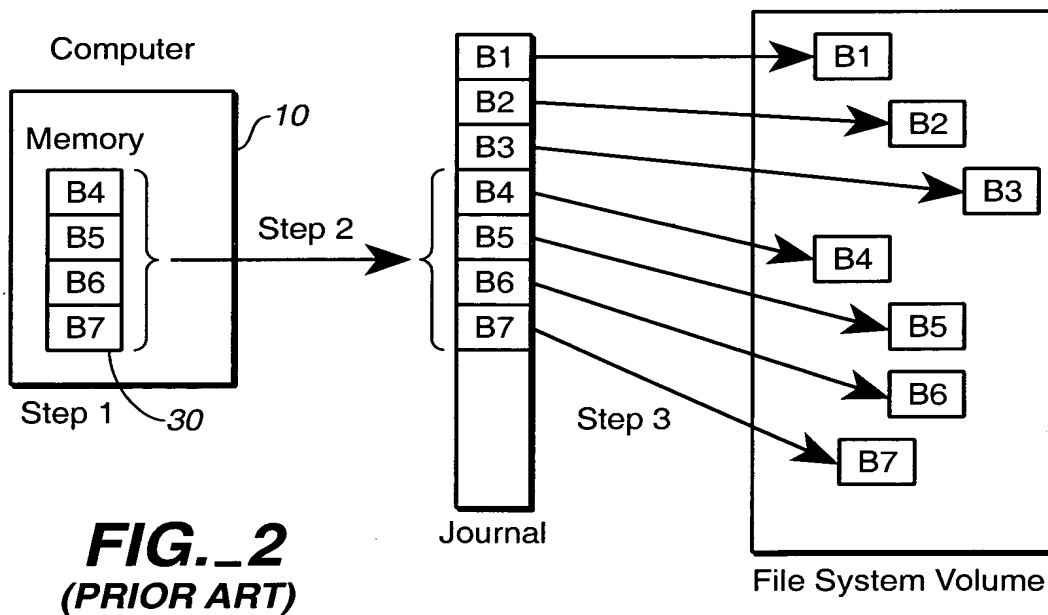 Computer
10
Memory
B4
B5
B6
B7
30
Step 1
Step 2
B1
B2
B3
B4
B5
B6
B7
Journal
Step 3
B1
B2
B3
B4
B5
B6
B7
File System Volume
FIG._2
(PRIOR ART)